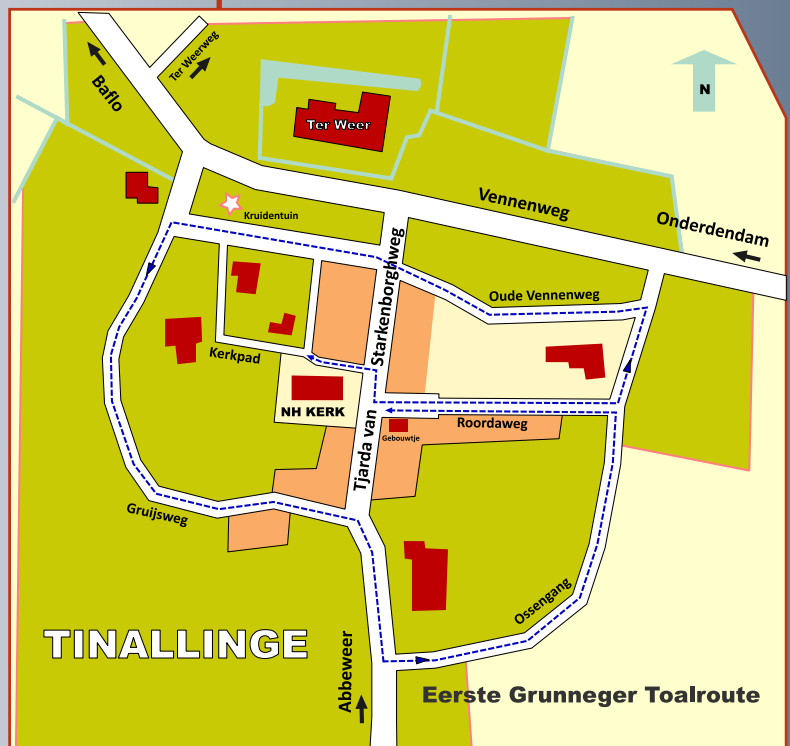 Ter Weerweg
Baflo
N
Ter Weer
Vennenweg
Kruidentuin
Onderdendam
Starkenborghweg
Oude Vennenweg
Kerkpad
NH KERK
Tjarda van
Roordaweg
Gebouwtje
Gruijsweg
Ossengang
TINALLINGE
Abbeweer
Eerste Grunneger Toalroute